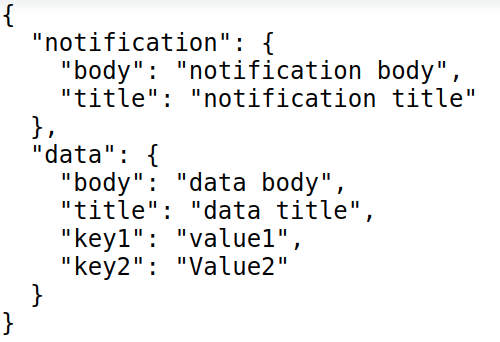 {
  "notification": {
    "body": "notification body",
    "title": "notification title"
  },
  "data": {
    "body": "data body",
    "title": "data title",
    "key1": "value1",
    "key2": "Value2"
  }
}